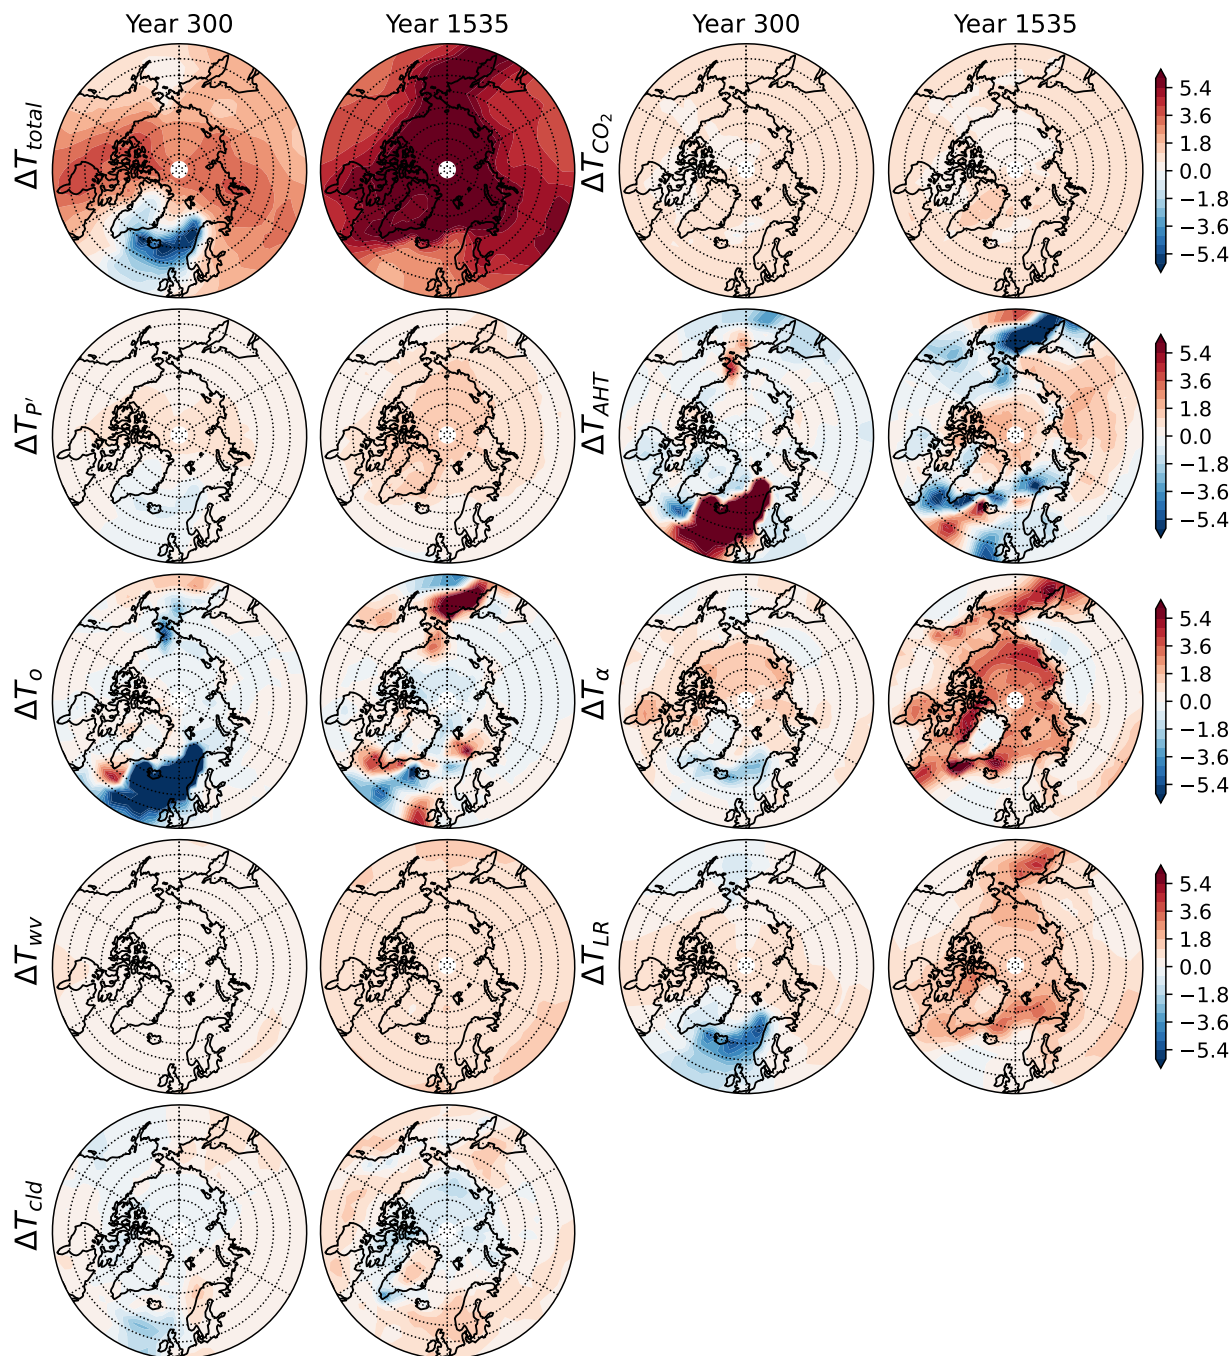 Year 300
Year 1535
Year 300
Year 1535
ΔT_total
ΔT_CO₂
5.4
3.6
1.8
0.0
−1.8
−3.6
−5.4
ΔT_P′
ΔT_AHT
5.4
3.6
1.8
0.0
−1.8
−3.6
−5.4
ΔT_o
ΔT_α
5.4
3.6
1.8
0.0
−1.8
−3.6
−5.4
ΔT_wv
ΔT_LR
5.4
3.6
1.8
0.0
−1.8
−3.6
−5.4
ΔT_cld